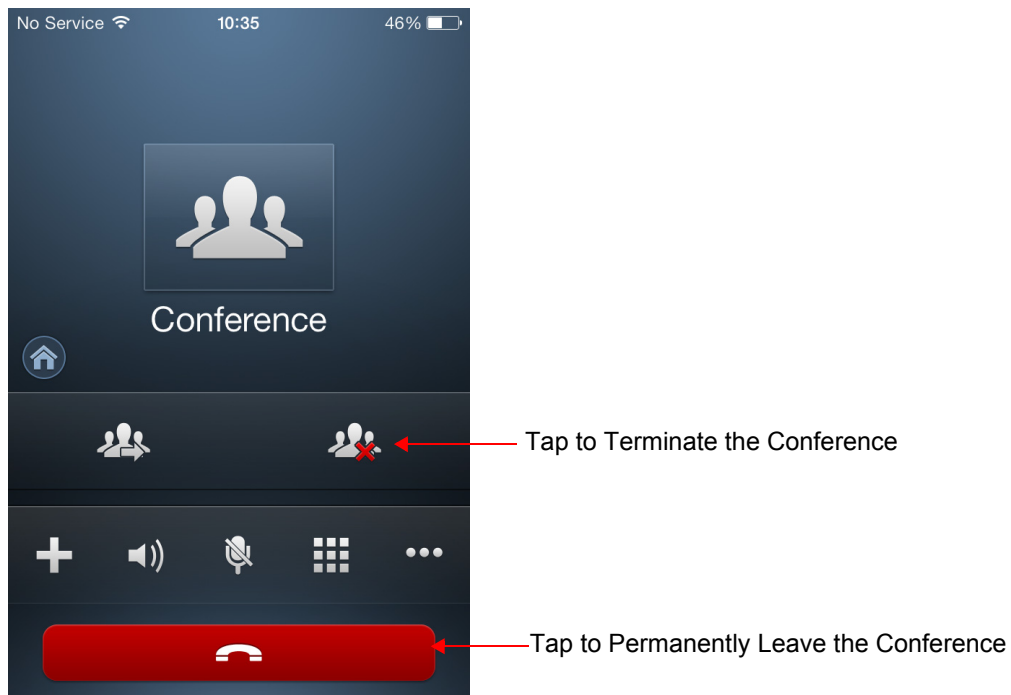 No Service 10:35 46%
Conference
Tap to Terminate the Conference
Tap to Permanently Leave the Conference